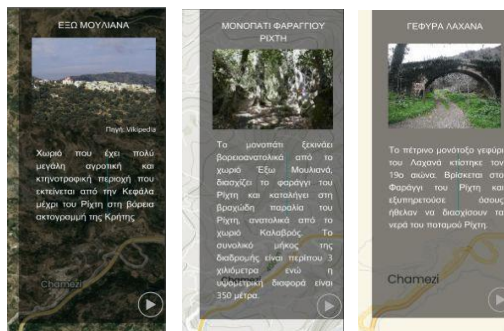 ΕΞΩ ΜΟΥΛΙΑΝΑ
Πηγή: Vikipedia
Χωριό που έχει πολύ
μεγάλη αγροτική και
κτηνοτροφική περιοχή που
εκτείνεται από την Κεφάλα
μέχρι του Ρίχτη στη βόρεια
ακτογραμμή της Κρήτης
Chamezi
ΜΟΝΟΠΑΤΙ ΦΑΡΑΓΓΙΟΥ
ΡΙΧΤΗ
Το μονοπάτι ξεκινάει
βορειοανατολικά από το
χωριό Έξω Μουλιανά,
διασχίζει το φαράγγι του
Ρίχτη και καταλήγει στη
βραχώδη παραλία του
Ρίχτη, ανατολικά από το
χωριό Καλαβρός. Το
συνολικό μήκος της
διαδρομής είναι περίπου 3
χιλιόμετρα ενώ η
υψομετρική διαφορά είναι
350 μέτρα.
Chamezi
ΓΕΦΥΡΑ ΛΑΧΑΝΑ
Το πέτρινο μονότοξο γεφύρι
του Λαχανά κτίστηκε τον
19ο αιώνα. Βρίσκεται στο
Φαράγγι του Ρίχτη και
εξυπηρετούσε όσους
ήθελαν να διασχίσουν τα
νερά του ποταμού Ρίχτη.
Chamezi